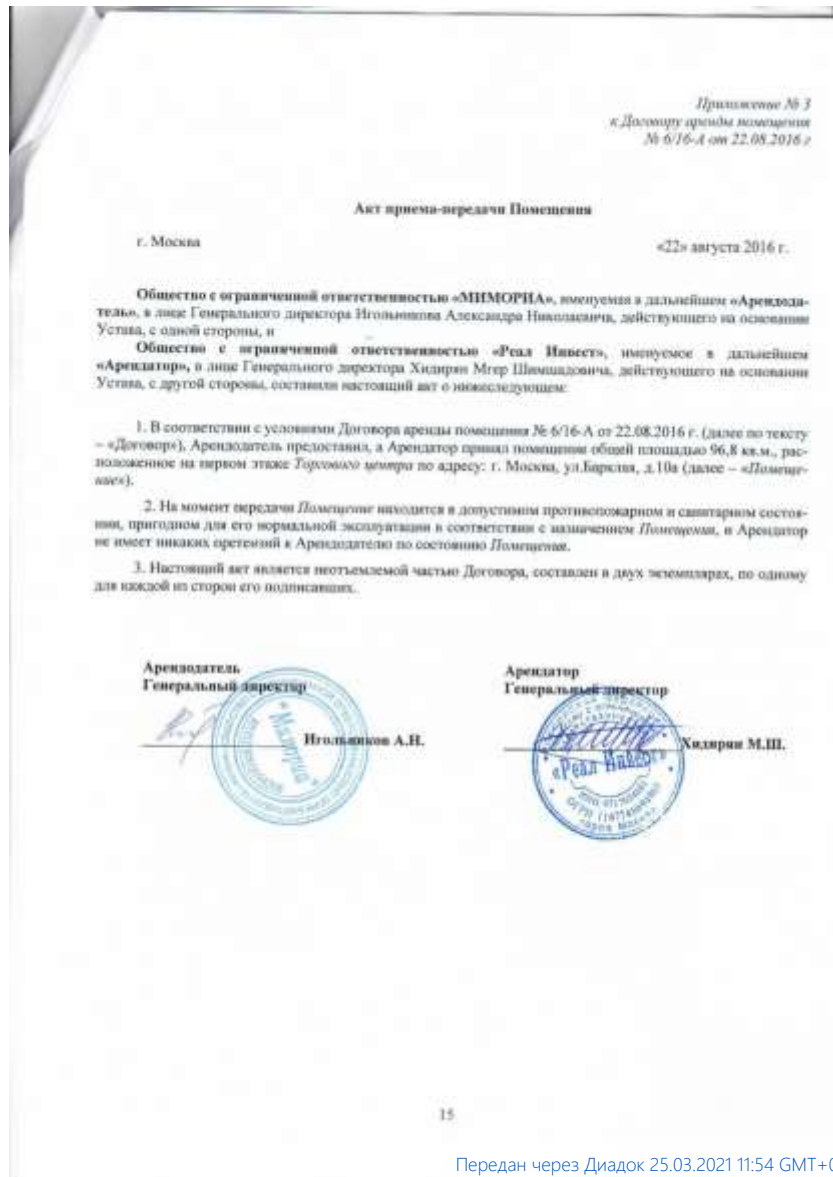 Приложение № 3
к Договору аренды помещения
№ 6/16-А от 22.08.2016 г
Акт приема-передачи Помещения
г. Москва
«22» августа 2016 г.
Общество с ограниченной ответственностью «МИМОРИА», именуемая в дальнейшем «Арендода-
тель», в лице Генерального директора Игольникова Александра Николаевича, действующего на основании
Устава, с одной стороны, и
Общество с ограниченной ответственностью «Реал Инвест», именуемое в дальнейшем
«Арендатор», в лице Генерального директора Хидирян Мгер Шимшадовича, действующего на основании
Устава, с другой стороны, составили настоящий акт о нижеследующем:
1. В соответствии с условиями Договора аренды помещения № 6/16-А от 22.08.2016 г. (далее по тексту
– «Договор»), Арендодатель предоставил, а Арендатор принял помещение общей площадью 96,8 кв.м., рас-
положенное на первом этаже Торгового центра по адресу: г. Москва, ул.Барклая, д.10а (далее – «Помеще-
ние»).
2. На момент передачи Помещение находится в допустимом противопожарном и санитарном состоя-
нии, пригодном для его нормальной эксплуатации в соответствии с назначением Помещения, и Арендатор
не имеет никаких претензий к Арендодателю по состоянию Помещения.
3. Настоящий акт является неотъемлемой частью Договора, составлен в двух экземплярах, по одному
для каждой из сторон его подписавших.
Арендодатель
Генеральный директор
Игольников А.Н.
"Мимориа"
Арендатор
Генеральный директор
Хидирян М.Ш.
«Реал Инвест»
15
Передан через Диадок 25.03.2021 11:54 GMT+0